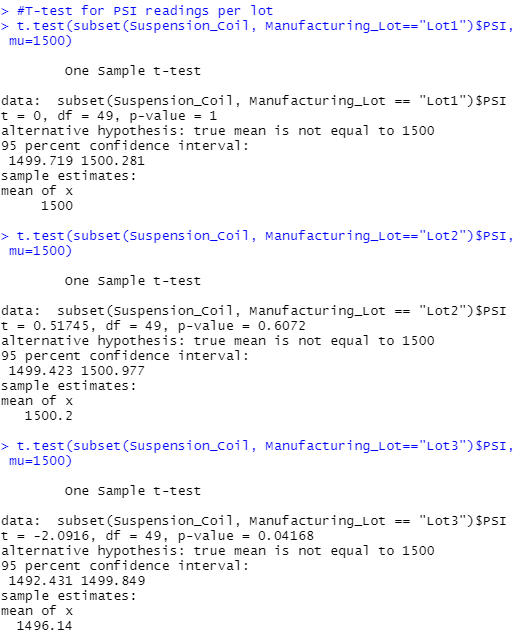 > #T-test for PSI readings per lot
> t.test(subset(Suspension_Coil, Manufacturing_Lot=="Lot1")$PSI,
mu=1500)
One Sample t-test
data:  subset(Suspension_Coil, Manufacturing_Lot == "Lot1")$PSI
t = 0, df = 49, p-value = 1
alternative hypothesis: true mean is not equal to 1500
95 percent confidence interval:
1499.719 1500.281
sample estimates:
mean of x
1500
> t.test(subset(Suspension_Coil, Manufacturing_Lot=="Lot2")$PSI,
mu=1500)
One Sample t-test
data:  subset(Suspension_Coil, Manufacturing_Lot == "Lot2")$PSI
t = 0.51745, df = 49, p-value = 0.6072
alternative hypothesis: true mean is not equal to 1500
95 percent confidence interval:
1499.423 1500.977
sample estimates:
mean of x
1500.2
> t.test(subset(Suspension_Coil, Manufacturing_Lot=="Lot3")$PSI,
mu=1500)
One Sample t-test
data:  subset(Suspension_Coil, Manufacturing_Lot == "Lot3")$PSI
t = -2.0916, df = 49, p-value = 0.04168
alternative hypothesis: true mean is not equal to 1500
95 percent confidence interval:
1492.431 1499.849
sample estimates:
mean of x
1496.14